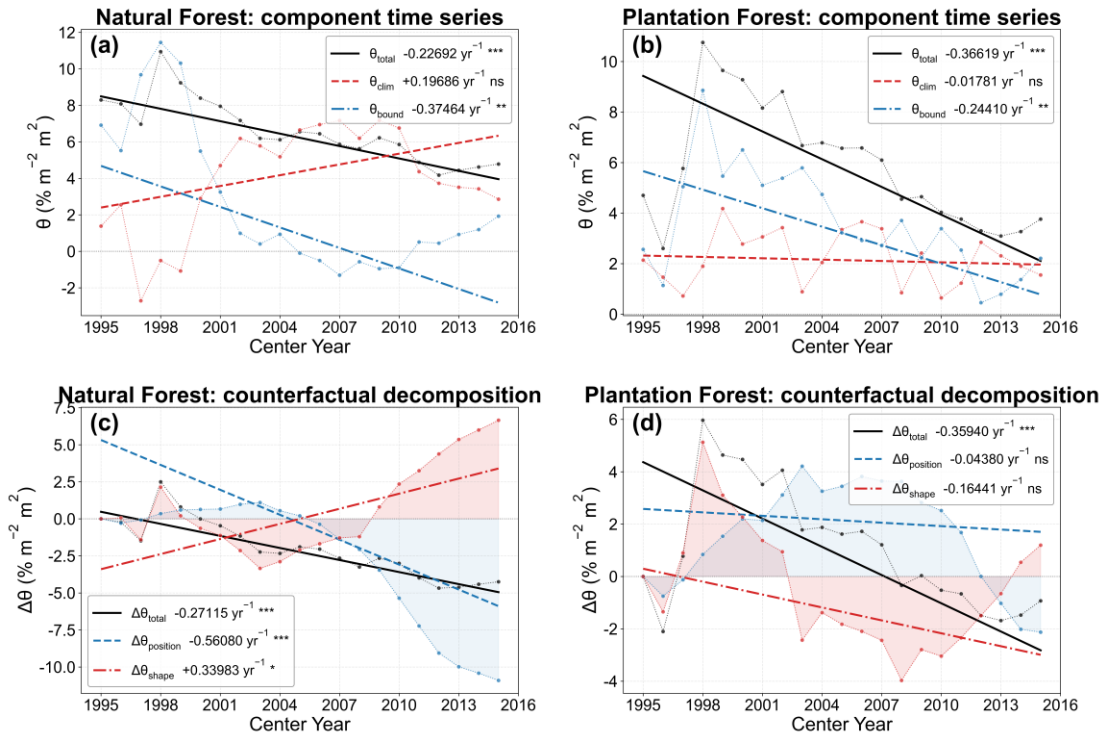 Natural Forest: component time series
(a)
θtotal -0.22692 yr⁻¹ ***
θclim +0.19686 yr⁻¹ ns
θbound -0.37464 yr⁻¹ **
θ (% m⁻² m²)
12
10
8
6
4
2
0
-2
1995
1998
2001
2004
2007
2010
2013
2016
Center Year
Plantation Forest: component time series
(b)
θtotal -0.36619 yr⁻¹ ***
θclim -0.01781 yr⁻¹ ns
θbound -0.24410 yr⁻¹ **
θ (% m⁻² m²)
10
8
6
4
2
0
1995
1998
2001
2004
2007
2010
2013
2016
Center Year
Natural Forest: counterfactual decomposition
(c)
Δθtotal -0.27115 yr⁻¹ ***
Δθposition -0.56080 yr⁻¹ ***
Δθshape +0.33983 yr⁻¹ *
Δθ (% m⁻² m²)
7.5
5.0
2.5
0.0
-2.5
-5.0
-7.5
-10.0
1995
1998
2001
2004
2007
2010
2013
2016
Center Year
Plantation Forest: counterfactual decomposition
(d)
Δθtotal -0.35940 yr⁻¹ ***
Δθposition -0.04380 yr⁻¹ ns
Δθshape -0.16441 yr⁻¹ ns
Δθ (% m⁻² m²)
6
4
2
0
-2
-4
1995
1998
2001
2004
2007
2010
2013
2016
Center Year